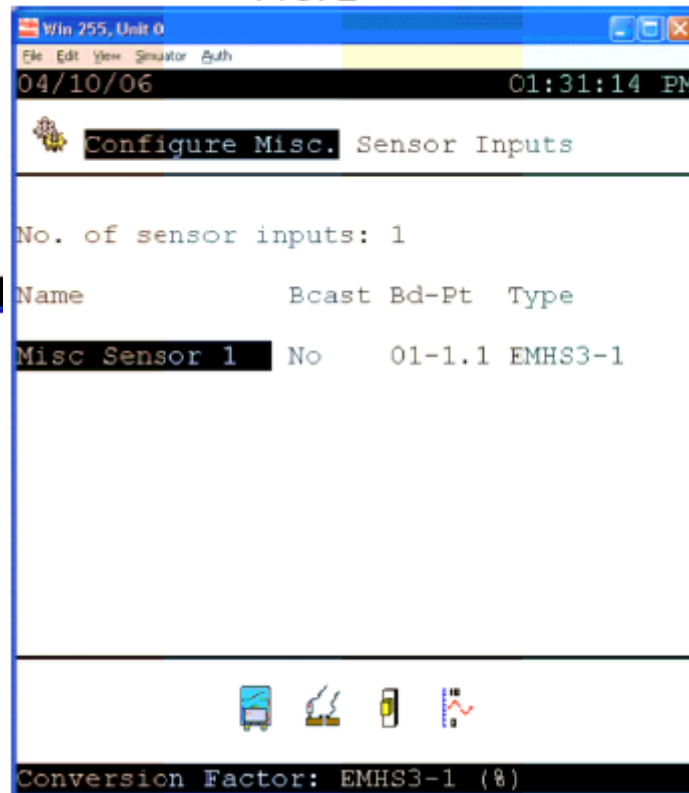 Win 255, Unit 0
File Edit View Simulator Auth
04/10/06 01:31:14 PM
Configure Misc. Sensor Inputs
No. of sensor inputs: 1
Name Bcast Bd-Pt Type
Misc Sensor 1 No 01-1.1 EMHS3-1
Conversion Factor: EMHS3-1 (%)